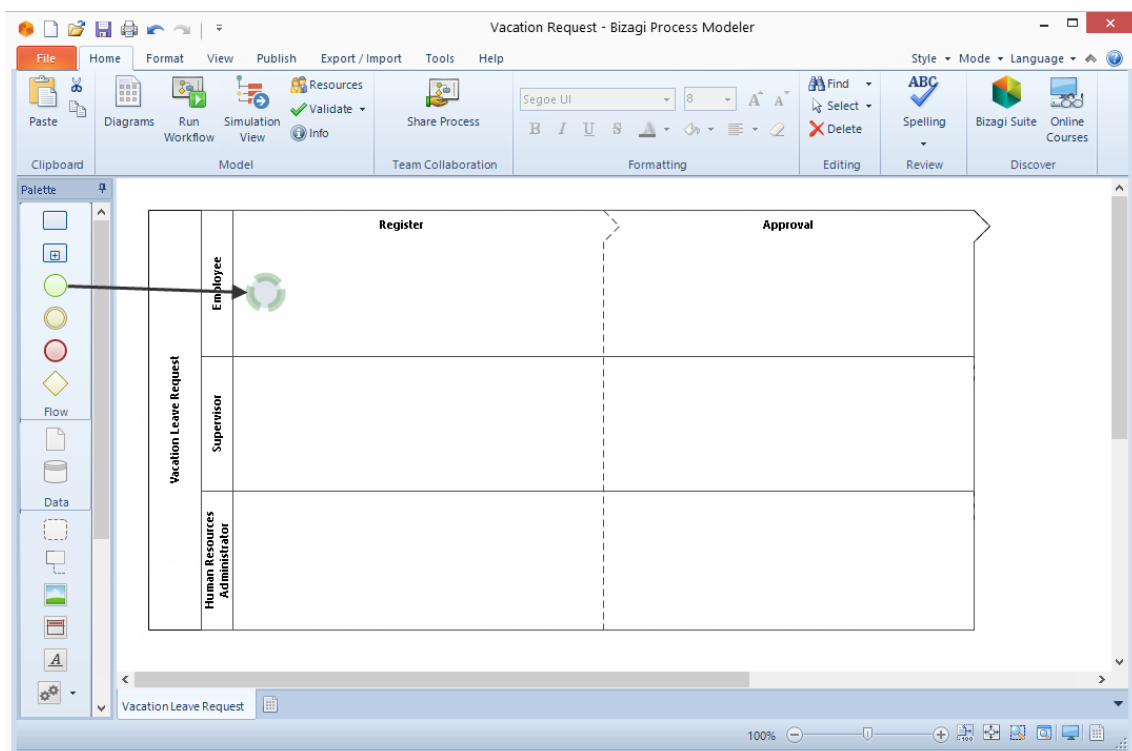 Vacation Request - Bizagi Process Modeler
File Home Format View Publish Export / Import Tools Help Style Mode Language
Paste
Clipboard
Diagrams
Run Workflow
Simulation View
Resources
Validate
Info
Model
Share Process
Team Collaboration
Segoe UI 8 A A
B I U S A
Formatting
Find
Select
Delete
Editing
ABC
Spelling
Review
Bizagi Suite
Online Courses
Discover
Palette
Flow
Data
A
Vacation Leave Request
Register
Approval
Employee
Supervisor
Human Resources
Administrator
Vacation Leave Request
100%